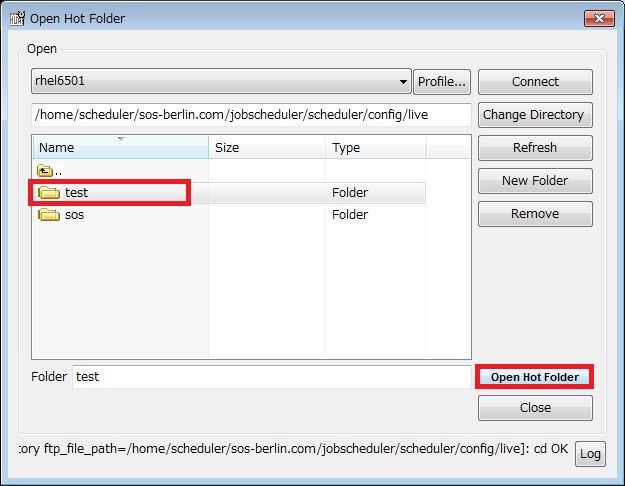 Open Hot Folder
Open
rhel6501 Profile... Connect
/home/scheduler/sos-berlin.com/jobscheduler/scheduler/config/live Change Directory
Name Size Type Refresh
..
test Folder New Folder
sos Folder Remove
Folder test Open Hot Folder
Close
tory ftp_file_path=/home/scheduler/sos-berlin.com/jobscheduler/scheduler/config/live]: cd OK Log